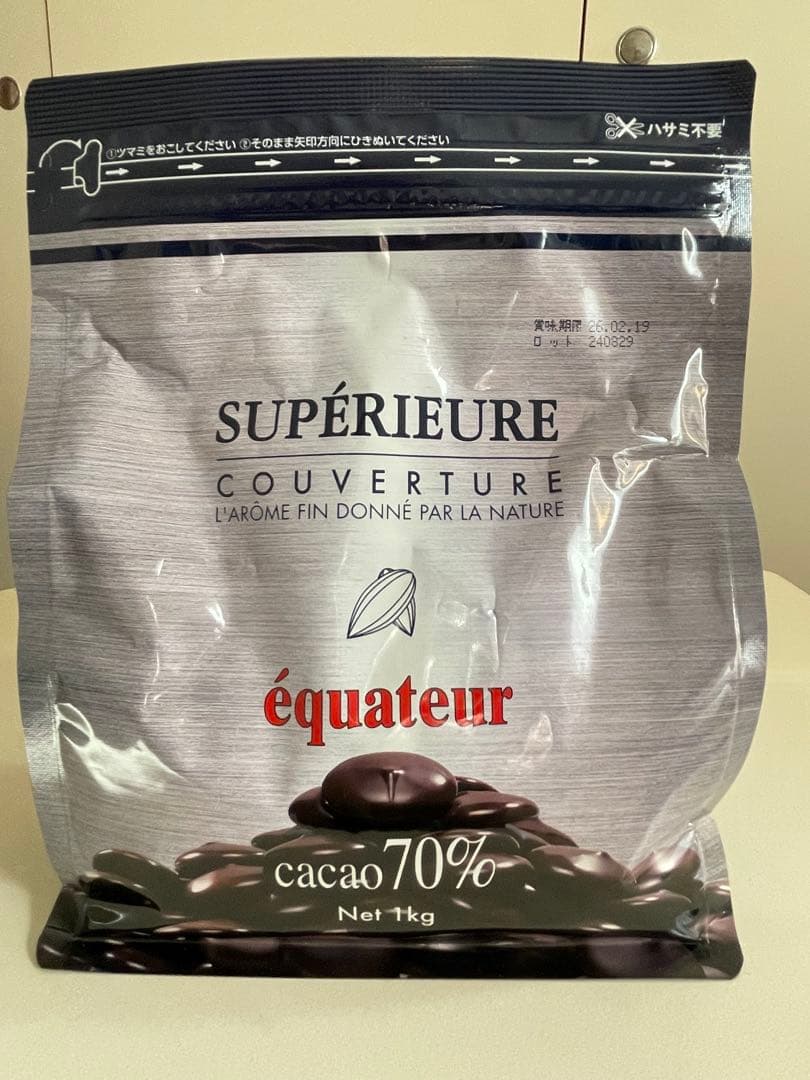 ①ツマミをおこしてください ②そのまま矢印方向にひきぬいてください
ハサミ不要
賞味期限 26.02.19
ロット 240829
SUPÉRIEURE
COUVERTURE
L'ARÔME FIN DONNÉ PAR LA NATURE
équateur
cacao 70%
Net 1kg